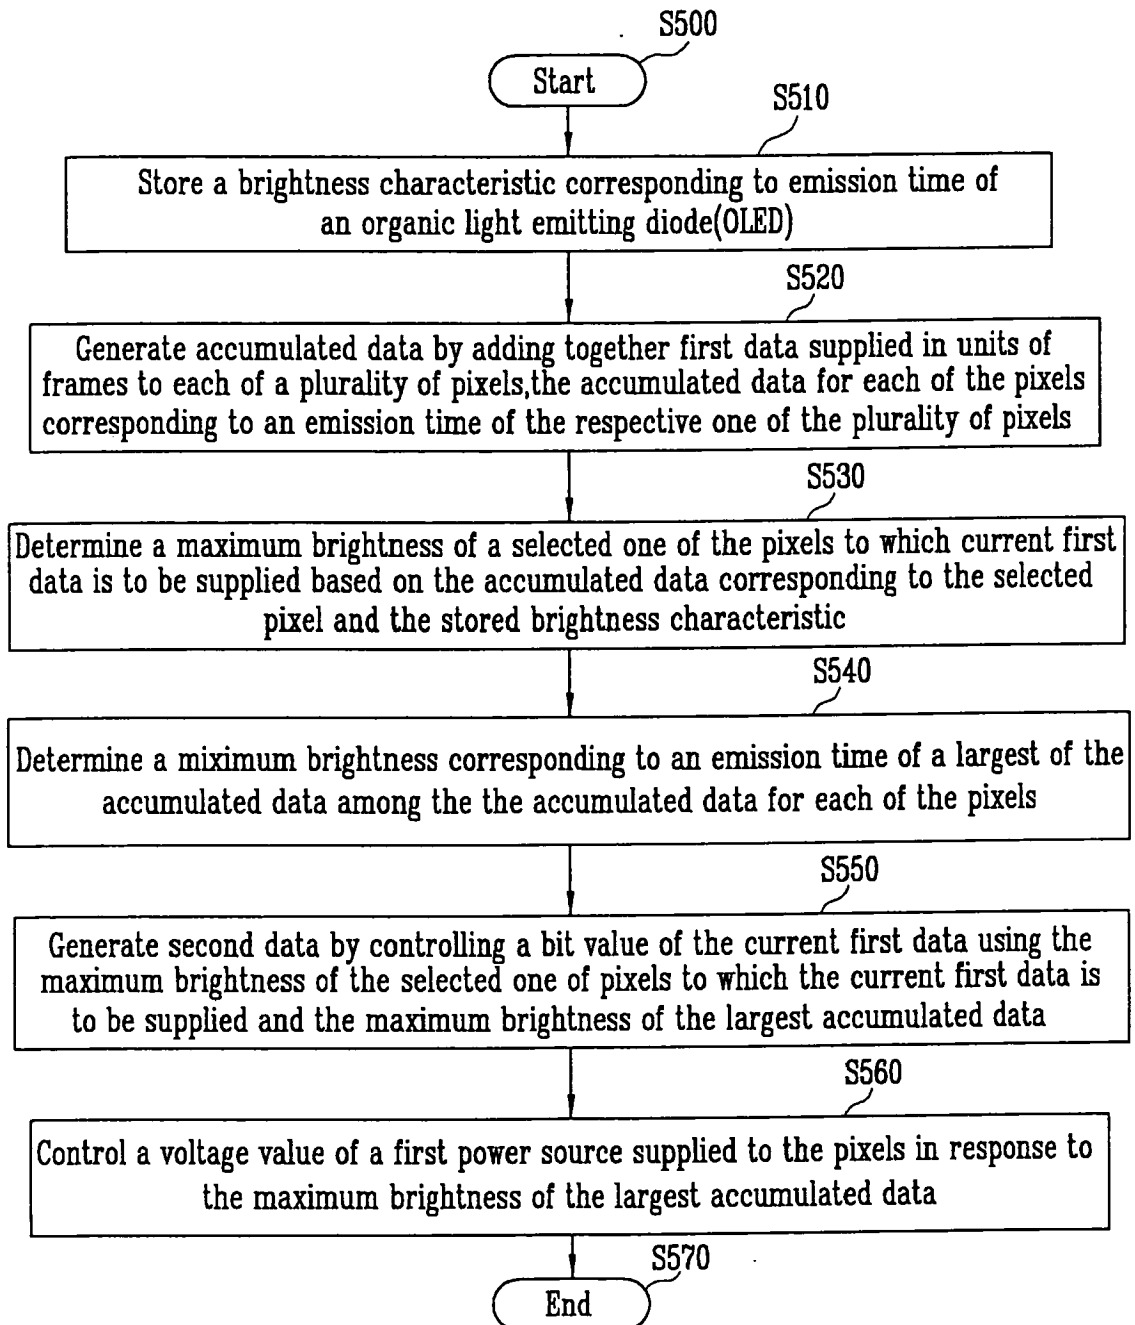 S500
Start
S510
Store a brightness characteristic corresponding to emission time of
an organic light emitting diode(OLED)
S520
Generate accumulated data by adding together first data supplied in units of
frames to each of a plurality of pixels,the accumulated data for each of the pixels
corresponding to an emission time of the respective one of the plurality of pixels
S530
Determine a maximum brightness of a selected one of the pixels to which current first
data is to be supplied based on the accumulated data corresponding to the selected
pixel and the stored brightness characteristic
S540
Determine a miximum brightness corresponding to an emission time of a largest of the
accumulated data among the the accumulated data for each of the pixels
S550
Generate second data by controlling a bit value of the current first data using the
maximum brightness of the selected one of pixels to which the current first data is
to be supplied and the maximum brightness of the largest accumulated data
S560
Control a voltage value of a first power source supplied to the pixels in response to
the maximum brightness of the largest accumulated data
S570
End